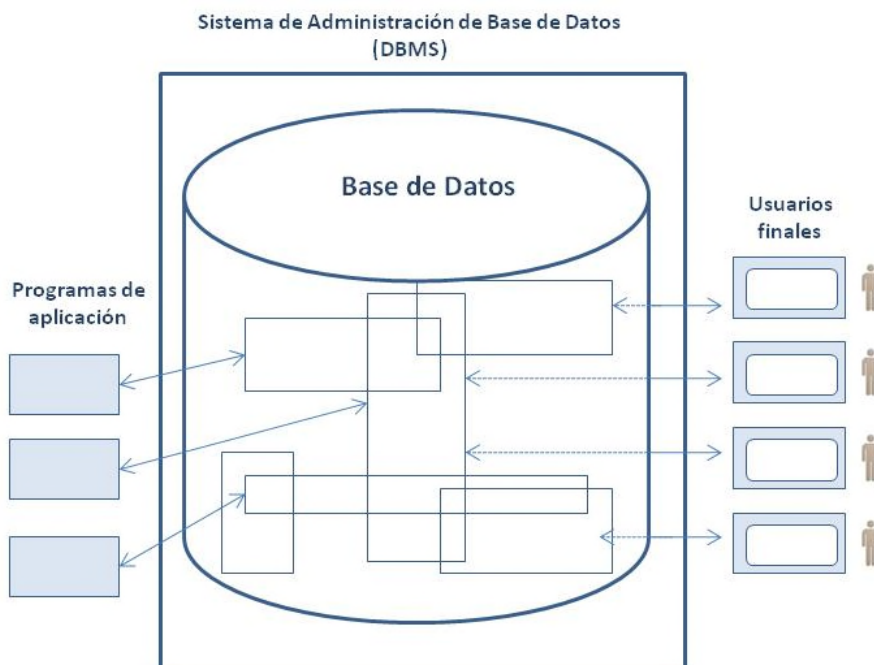 Sistema de Administración de Base de Datos
(DBMS)
Base de Datos
Usuarios
finales
Programas de
aplicación